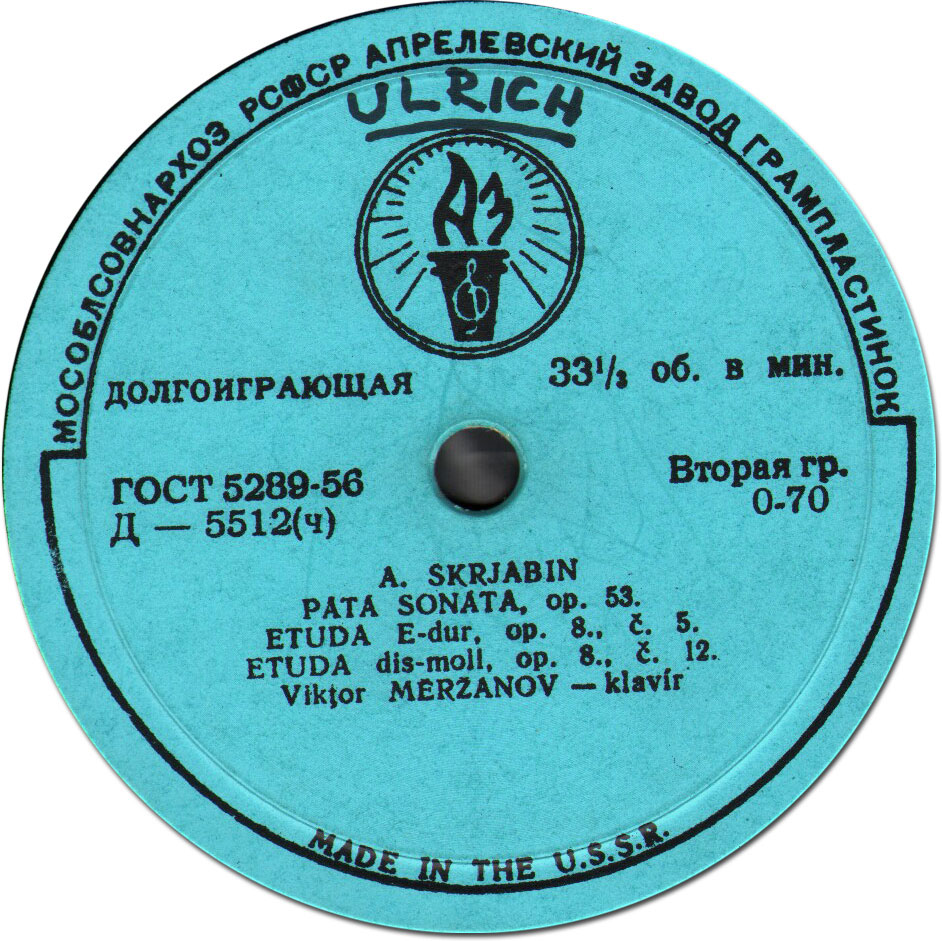 МОСОБЛСОВНАРХОЗ РСФСР АПРЕЛЕВСКИЙ ЗАВОД ГРАМПЛАСТИНОК
ULRICH
АЗ
ДОЛГОИГРАЮЩАЯ
33 1/3 об. в мин.
ГОСТ 5289-56
Вторая гр.
Д — 5512(ч)
0-70
A. SKRJABIN
PATA SONATA, op. 53.
ETUDA E-dur, op. 8., č. 5.
ETUDA dis-moll, op. 8., č. 12.
Viktor MERŽANOV — klavír
MADE IN THE U.S.S.R.